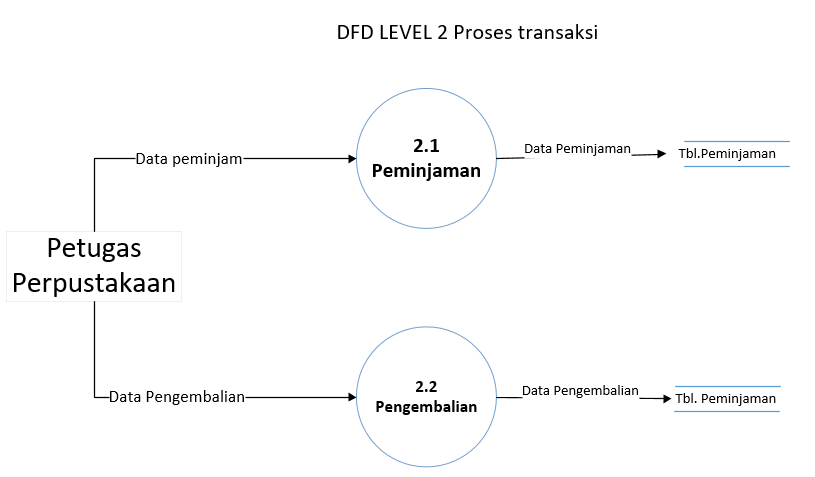 DFD LEVEL 2 Proses transaksi
2.1
Peminjaman
Data peminjam
Data Peminjaman
Tbl.Peminjaman
Petugas
Perpustakaan
2.2
Pengembalian
Data Pengembalian
Data Pengembalian
Tbl. Peminjaman